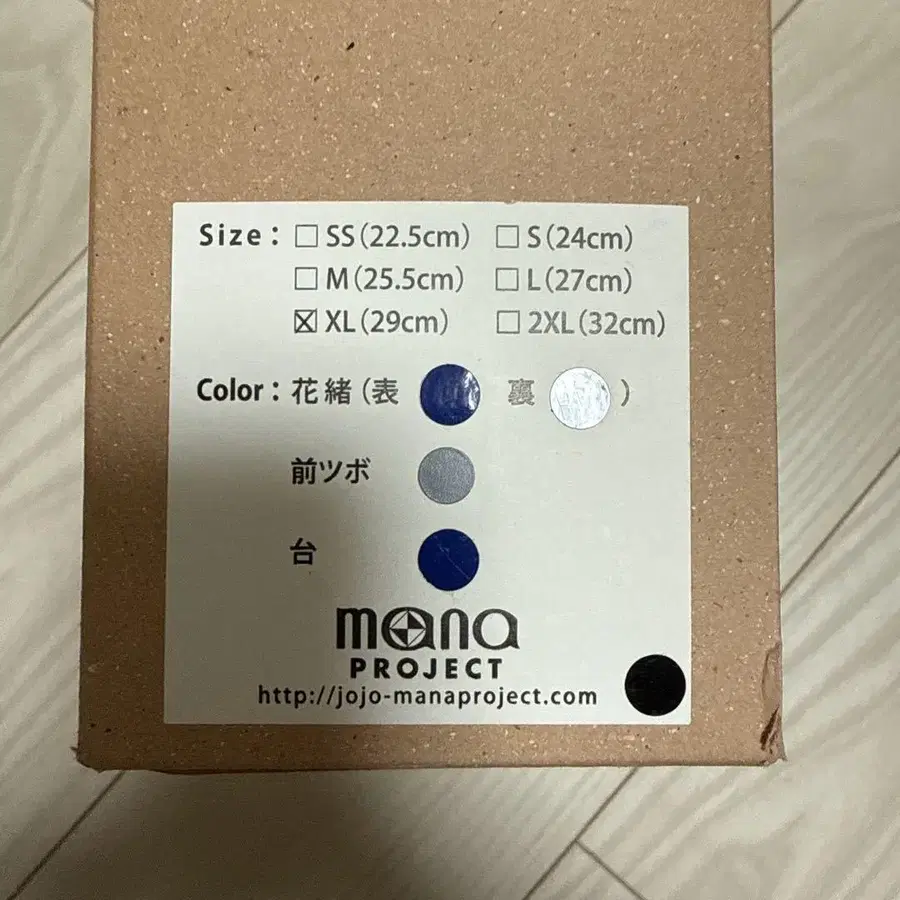 Size： □ SS（22.5cm） □ S（24cm）
□ M（25.5cm） □ L（27cm）
☒ XL（29cm） □ 2XL（32cm）
Color：花緒（表 裏 ）
前ツボ
台
mana
PROJECT
http://jojo-manaproject.com